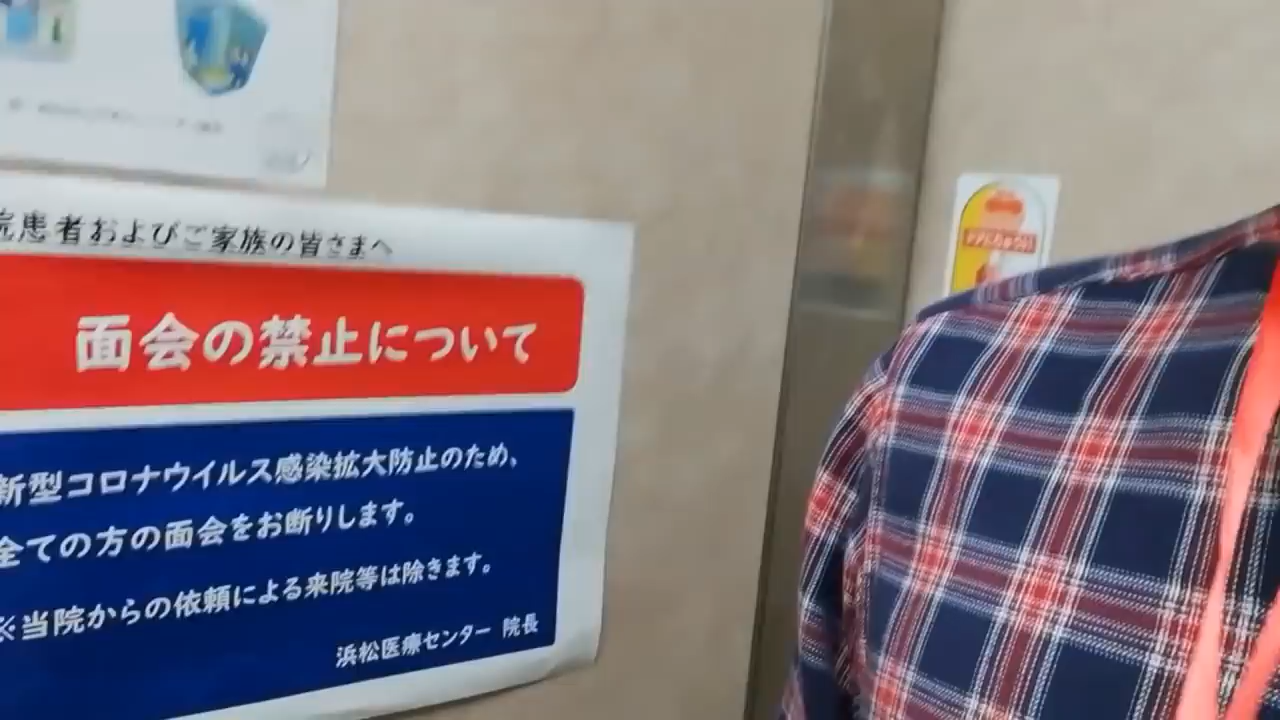 院患者およびご家族の皆さまへ
面会の禁止について
新型コロナウイルス感染拡大防止のため、
全ての方の面会をお断りします。
※当院からの依頼による来院等は除きます。
浜松医療センター 院長